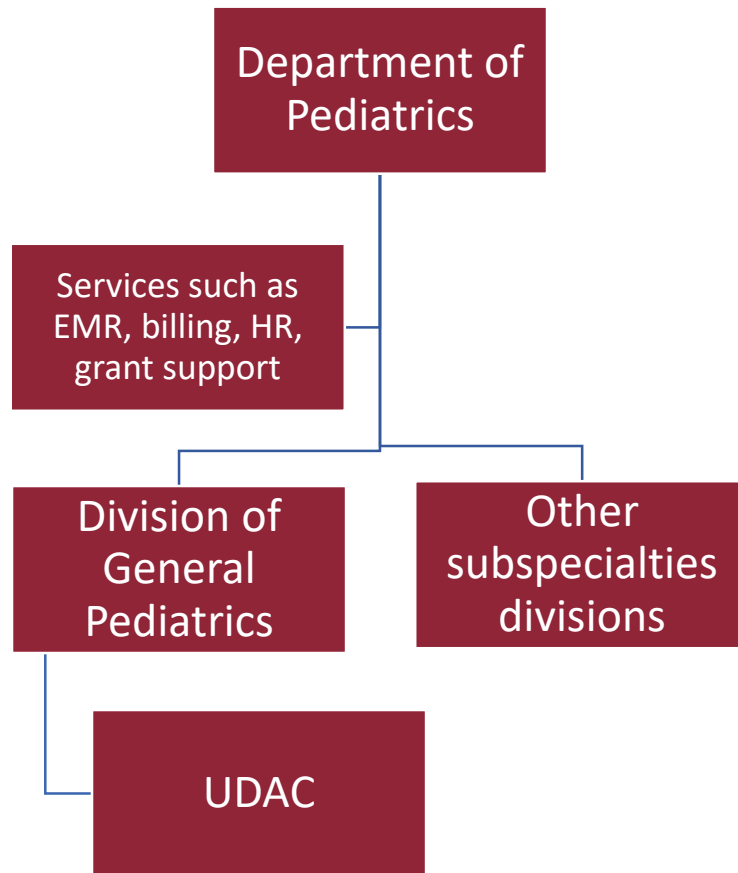 Department of
Pediatrics
Services such as
EMR, billing, HR,
grant support
Division of
General
Pediatrics
Other
subspecialties
divisions
UDAC